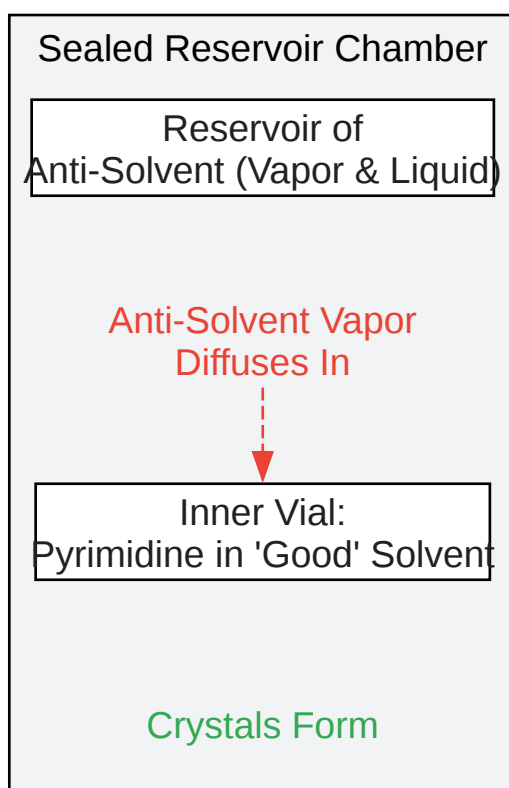 Sealed Reservoir Chamber
Reservoir of
Anti-Solvent (Vapor & Liquid)
Anti-Solvent Vapor
Diffuses In
Inner Vial:
Pyrimidine in 'Good' Solvent
Crystals Form